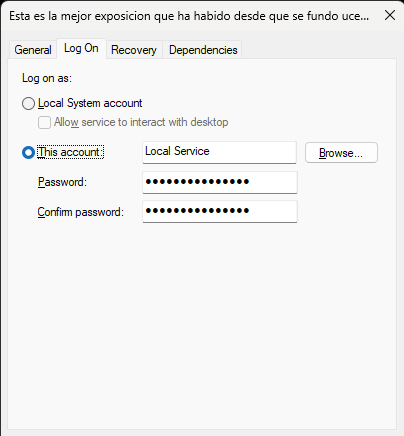 Esta es la mejor exposicion que ha habido desde que se fundo uce...
General Log On Recovery Dependencies
Log on as:
Local System account
Allow service to interact with desktop
This account: Local Service Browse...
Password: •••••••••••••••
Confirm password: •••••••••••••••